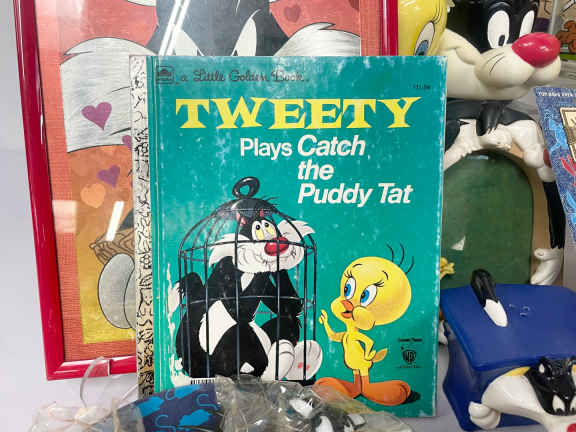 a Little Golden Book
TWEETY
Plays Catch
the
Puddy Tat